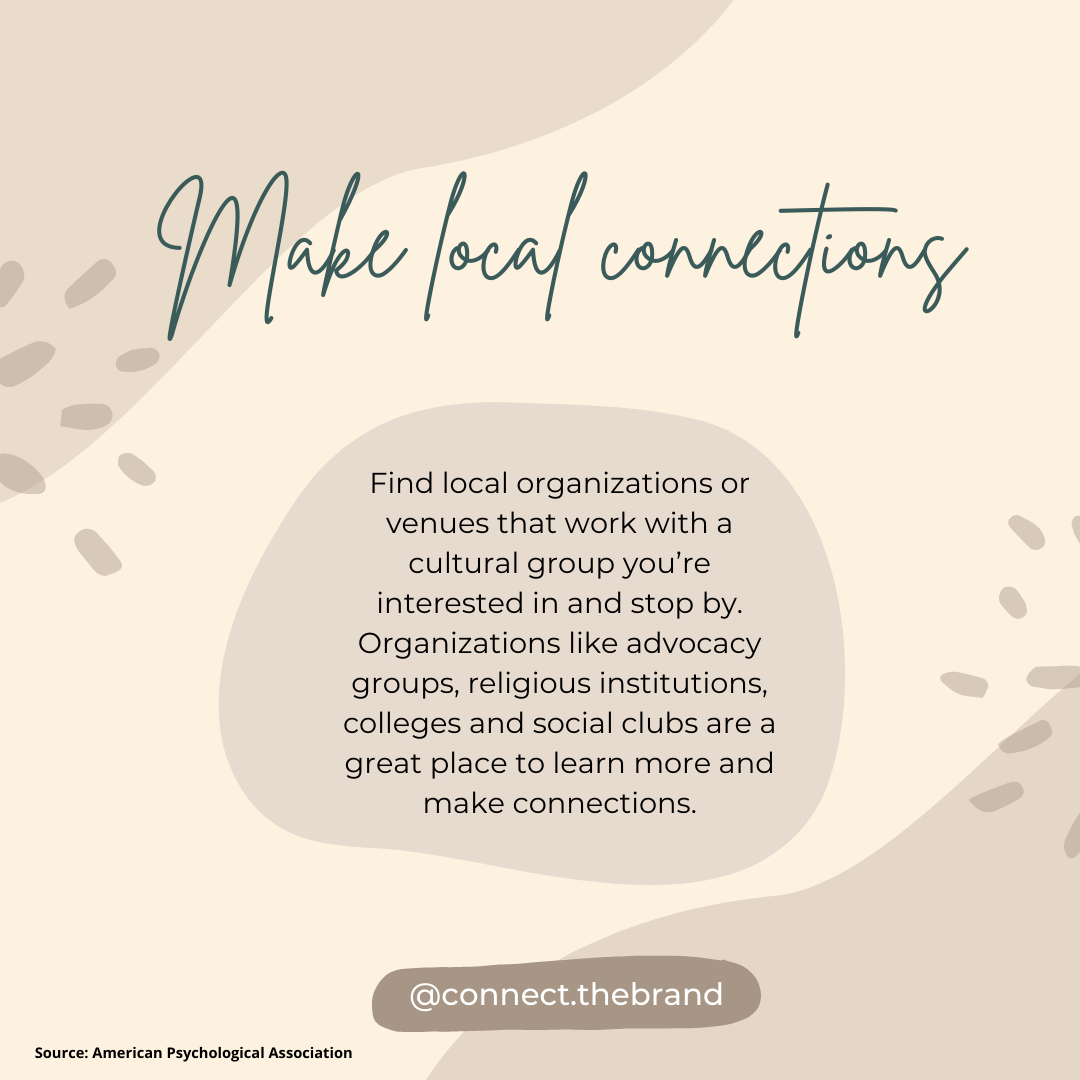 Make local connections
Find local organizations or
venues that work with a
cultural group you’re
interested in and stop by.
Organizations like advocacy
groups, religious institutions,
colleges and social clubs are a
great place to learn more and
make connections.
@connect.thebrand
Source: American Psychological Association